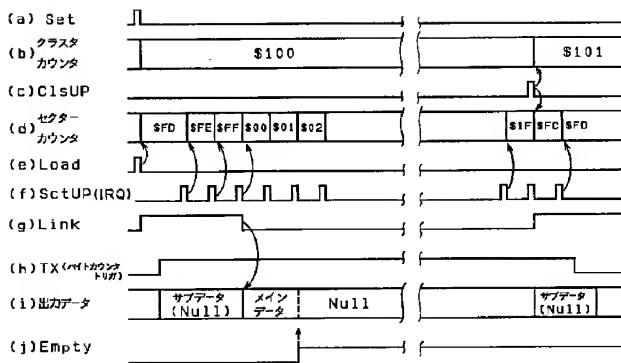 (a) Set
(b) クラスタ カウンタ $100 $101
(c) ClsUP
(d) セクター カウンタ $FD $FE $FF $00 $01 $02 $1F $FC $FD
(e) Load
(f) SctUP(IRQ)
(g) Link
(h) TX (バイトカウンタ トリガ)
(i) 出力データ サブデータ (Null) メイン データ Null サブデータ (Null)
(j) Empty